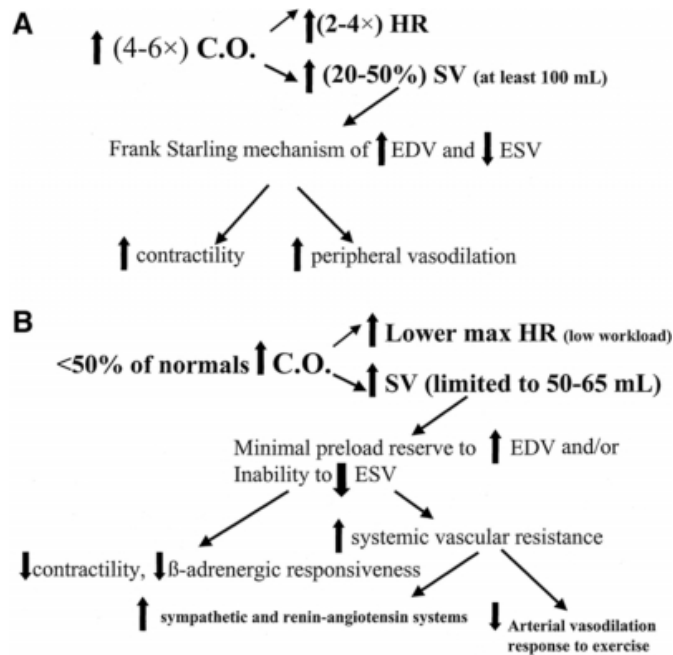 A
(4-6×) C.O.
(2-4×) HR
(20-50%) SV (at least 100 mL)
Frank Starling mechanism of EDV and ESV
contractility
peripheral vasodilation
B
<50% of normals C.O.
Lower max HR (low workload)
SV (limited to 50-65 mL)
Minimal preload reserve to EDV and/or
Inability to ESV
systemic vascular resistance
contractility, ß-adrenergic responsiveness
sympathetic and renin-angiotensin systems
Arterial vasodilation
response to exercise